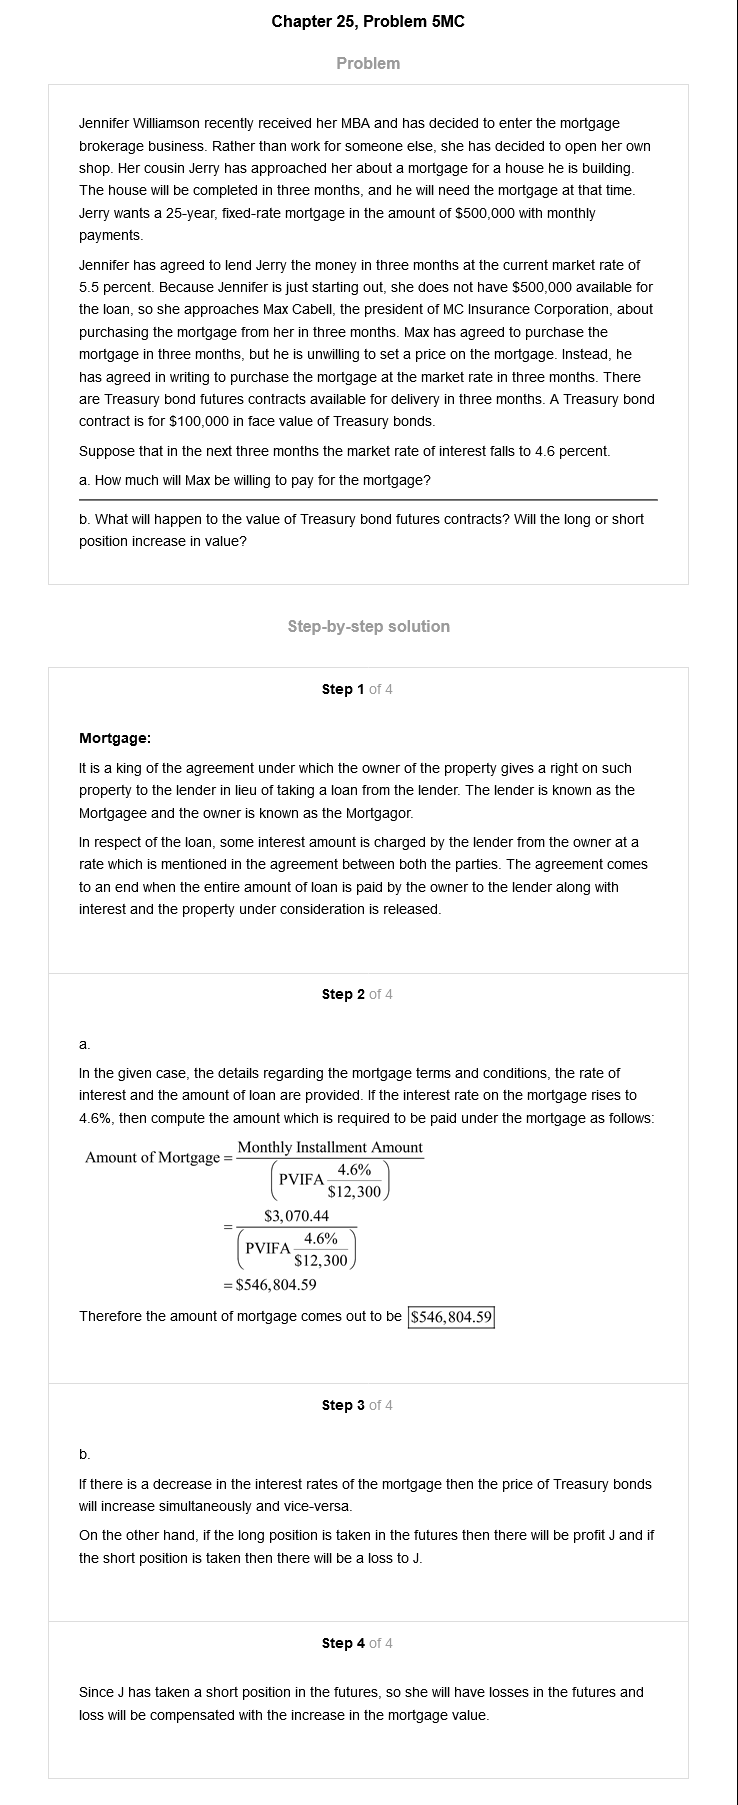 Chapter 25, Problem 5MC
Problem
Jennifer Williamson recently received her MBA and has decided to enter the mortgage
brokerage business. Rather than work for someone else, she has decided to open her own
shop. Her cousin Jerry has approached her about a mortgage for a house he is building.
The house will be completed in three months, and he will need the mortgage at that time.
Jerry wants a 25-year, fixed-rate mortgage in the amount of $500,000 with monthly
payments.
Jennifer has agreed to lend Jerry the money in three months at the current market rate of
5.5 percent. Because Jennifer is just starting out, she does not have $500,000 available for
the loan, so she approaches Max Cabell, the president of MC Insurance Corporation, about
purchasing the mortgage from her in three months. Max has agreed to purchase the
mortgage in three months, but he is unwilling to set a price on the mortgage. Instead, he
has agreed in writing to purchase the mortgage at the market rate in three months. There
are Treasury bond futures contracts available for delivery in three months. A Treasury bond
contract is for $100,000 in face value of Treasury bonds.
Suppose that in the next three months the market rate of interest falls to 4.6 percent.
a. How much will Max be willing to pay for the mortgage?
b. What will happen to the value of Treasury bond futures contracts? Will the long or short
position increase in value?
Step-by-step solution
Step 1 of 4
Mortgage:
It is a king of the agreement under which the owner of the property gives a right on such
property to the lender in lieu of taking a loan from the lender. The lender is known as the
Mortgagee and the owner is known as the Mortgagor.
In respect of the loan, some interest amount is charged by the lender from the owner at a
rate which is mentioned in the agreement between both the parties. The agreement comes
to an end when the entire amount of loan is paid by the owner to the lender along with
interest and the property under consideration is released.
Step 2 of 4
a.
In the given case, the details regarding the mortgage terms and conditions, the rate of
interest and the amount of loan are provided. If the interest rate on the mortgage rises to
4.6%, then compute the amount which is required to be paid under the mortgage as follows:
Amount of Mortgage = Monthly Installment Amount
(PVIFA 4.6%
$12,300)
= $3,070.44
(PVIFA 4.6%
$12,300)
= $546,804.59
Therefore the amount of mortgage comes out to be $546,804.59
Step 3 of 4
b.
If there is a decrease in the interest rates of the mortgage then the price of Treasury bonds
will increase simultaneously and vice-versa.
On the other hand, if the long position is taken in the futures then there will be profit J and if
the short position is taken then there will be a loss to J.
Step 4 of 4
Since J has taken a short position in the futures, so she will have losses in the futures and
loss will be compensated with the increase in the mortgage value.